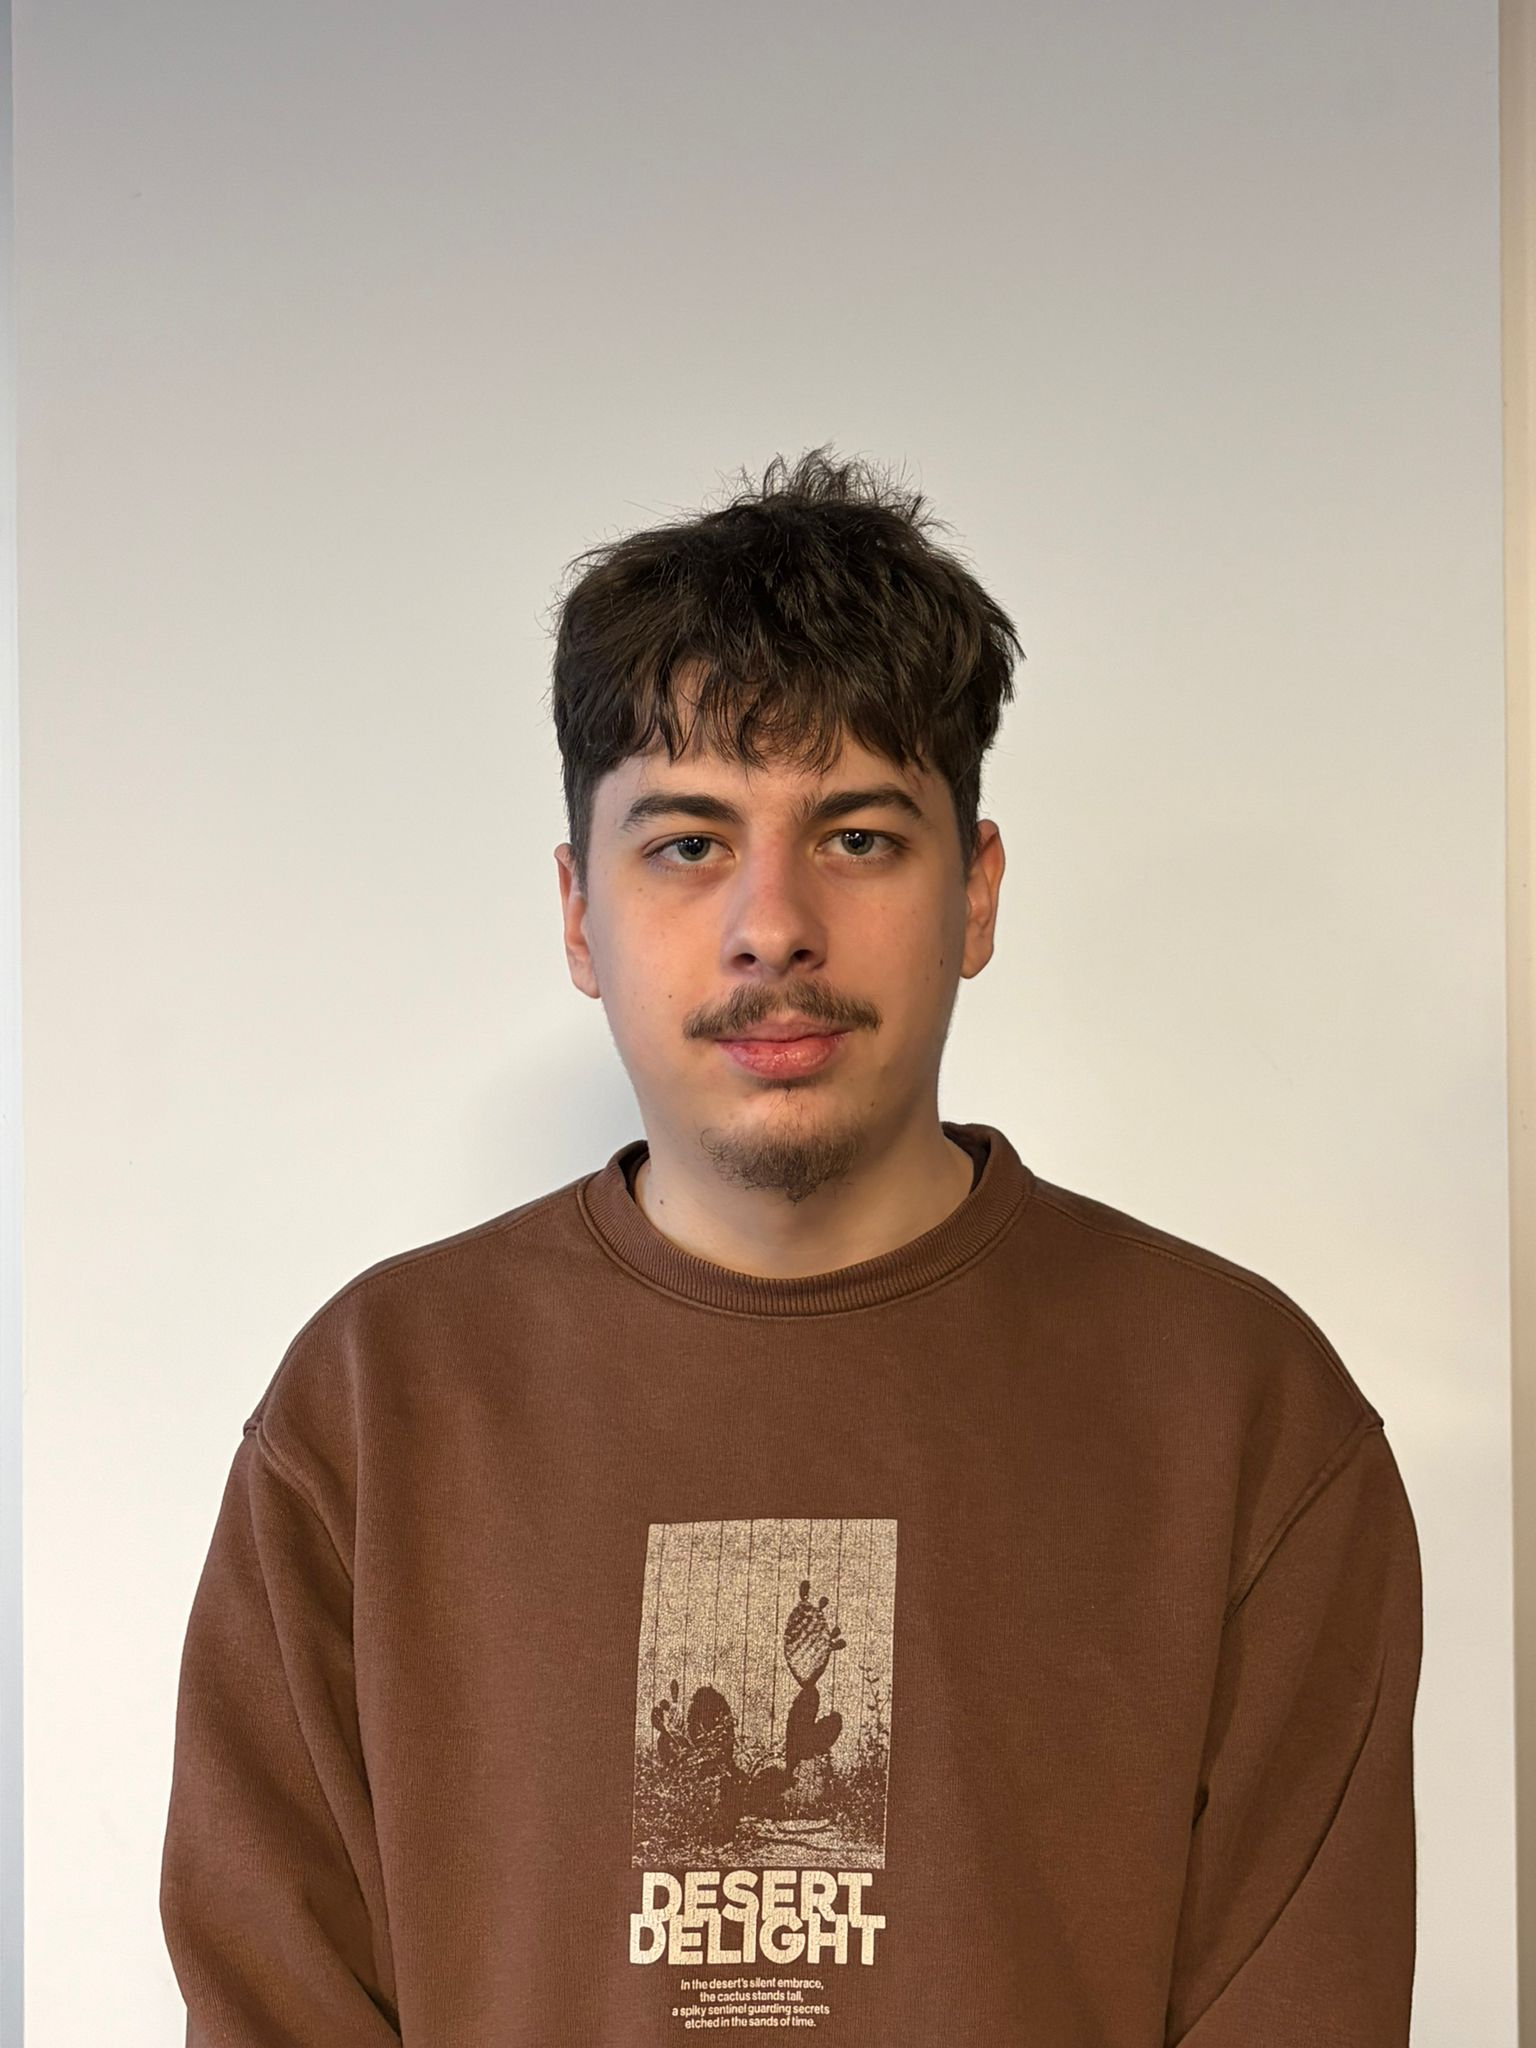 DESERT
DELIGHT
In the desert's silent embrace,
the cactus stands tall,
a spiky sentinel guarding secrets
etched in the sands of time.